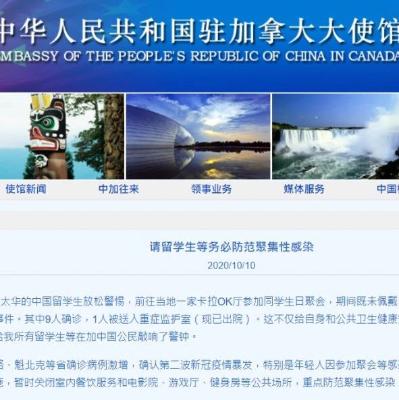 中华人民共和国驻加拿大大使馆
EMBASSY OF THE PEOPLE'S REPUBLIC OF CHINA IN CANADA
使馆新闻 中加往来 领事业务 媒体服务 中国
请留学生等务必防范聚集性感染
2020/10/10
太华的中国留学生放松警惕，前往当地一家卡拉OK厅参加同学生日聚会，期间既未佩戴
事件。其中9人确诊，1人被送入重症监护室（现已出院）。这不仅给自身和公共卫生健康
给我所有留学生等在加中国公民敲响了警钟。
、魁北克等省确诊病例激增，确认第二波新冠疫情暴发，特别是年轻人因参加聚会等感
，暂时关闭室内餐饮服务和电影院、游戏厅、健身房等公共场所，重点防范聚集性感染